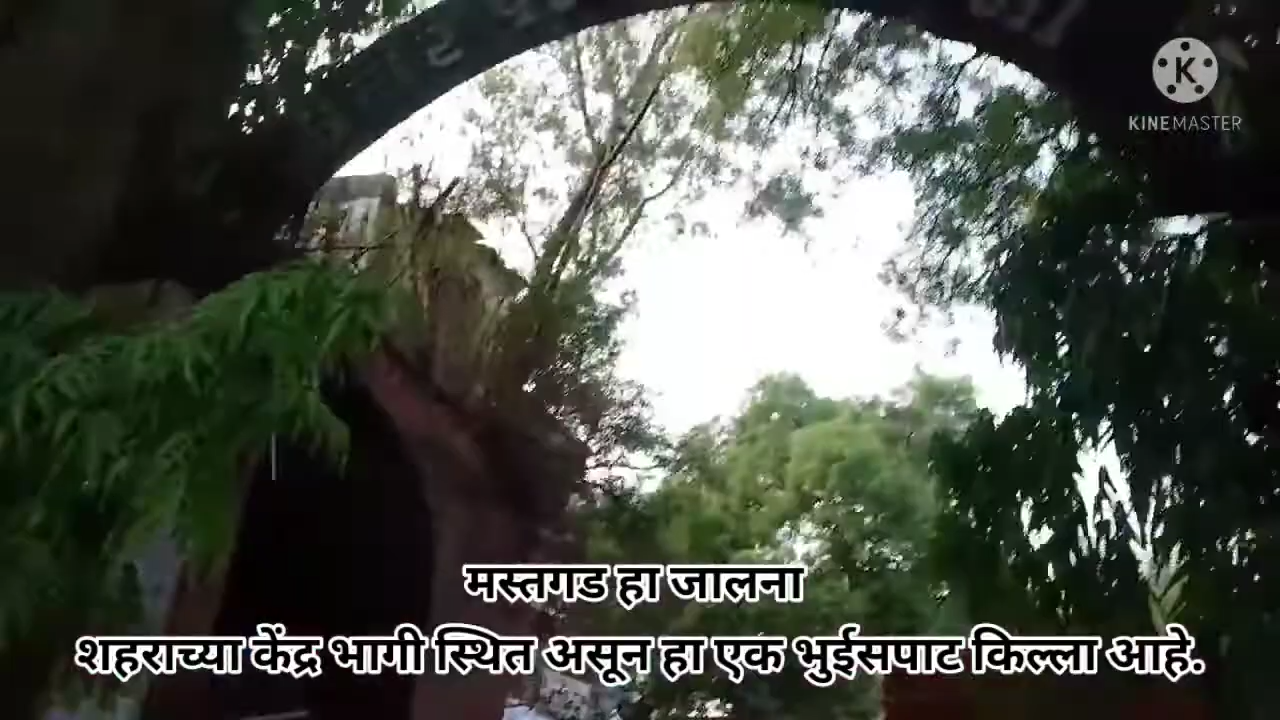 KINEMASTER
मस्तगड हा जालना
शहराच्या केंद्र भागी स्थित असून हा एक भुईसपाट किल्ला आहे.